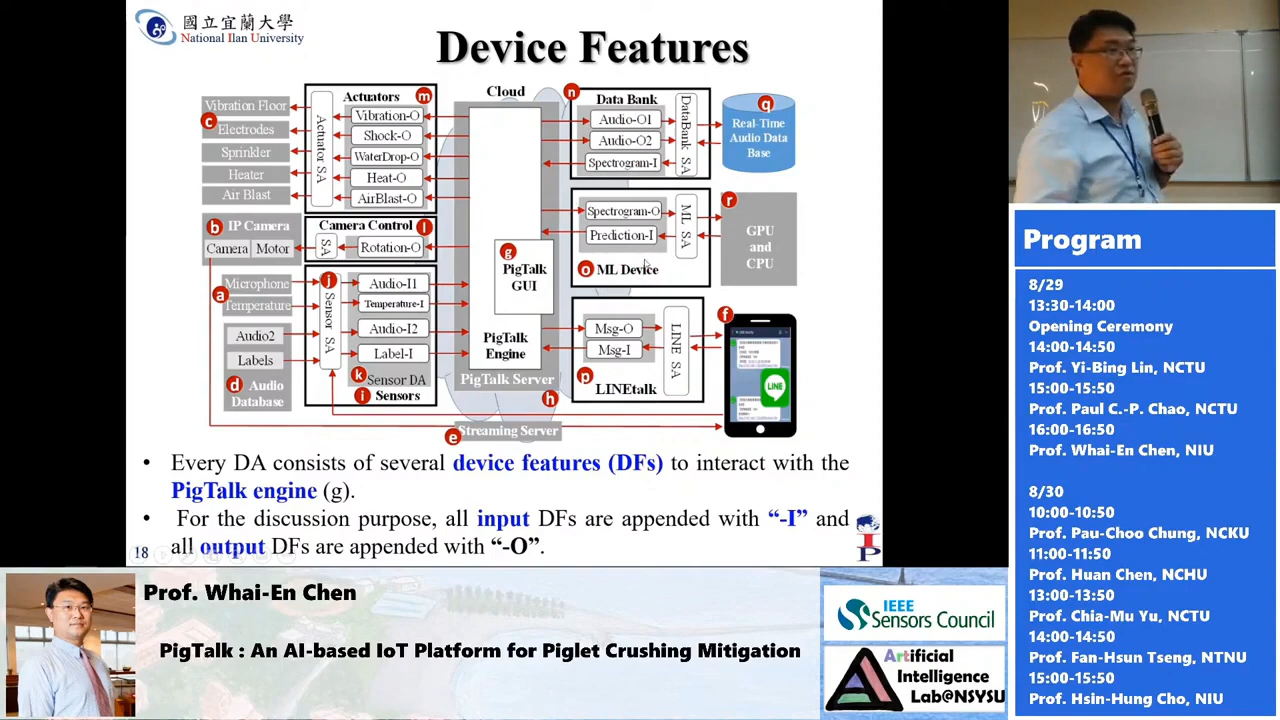 國立宜蘭大學
National Ilan University
Device Features
Cloud
Vibration Floor
c
Electrodes
Sprinkler
Heater
Air Blast
Actuators
m
Actuator SA
Vibration-O
Shock-O
WaterDrop-O
Heat-O
AirBlast-O
b
IP Camera
Camera
Motor
Camera Control
l
SA
Rotation-O
a
Microphone
Temperature
Audio2
Labels
d
Audio
Database
j
Sensor SA
Audio-I1
Temperature-I
Audio-I2
Label-I
k
Sensor DA
i
Sensors
g
PigTalk
GUI
PigTalk
Engine
PigTalk Server
h
e
Streaming Server
n
Data Bank
Audio-O1
Audio-O2
Spectrogram-I
DataBank SA
q
Real-Time
Audio Data
Base
Spectrogram-O
Prediction-I
ML SA
o
ML Device
r
GPU
and
CPU
Msg-O
Msg-I
LINE SA
p
LINEtalk
f
LINE
• Every DA consists of several device features (DFs) to interact with the
PigTalk engine (g).
• For the discussion purpose, all input DFs are appended with “-I” and
all output DFs are appended with “-O”.
18
IP
Program
8/29
13:30-14:00
Opening Ceremony
14:00-14:50
Prof. Yi-Bing Lin, NCTU
15:00-15:50
Prof. Paul C.-P. Chao, NCTU
16:00-16:50
Prof. Whai-En Chen, NIU
8/30
10:00-10:50
Prof. Pau-Choo Chung, NCKU
11:00-11:50
Prof. Huan Chen, NCHU
13:00-13:50
Prof. Chia-Mu Yu, NCTU
14:00-14:50
Prof. Fan-Hsun Tseng, NTNU
15:00-15:50
Prof. Hsin-Hung Cho, NIU
Prof. Whai-En Chen
PigTalk : An AI-based IoT Platform for Piglet Crushing Mitigation
IEEE
Sensors Council
Artificial
Intelligence
Lab@NSYSU